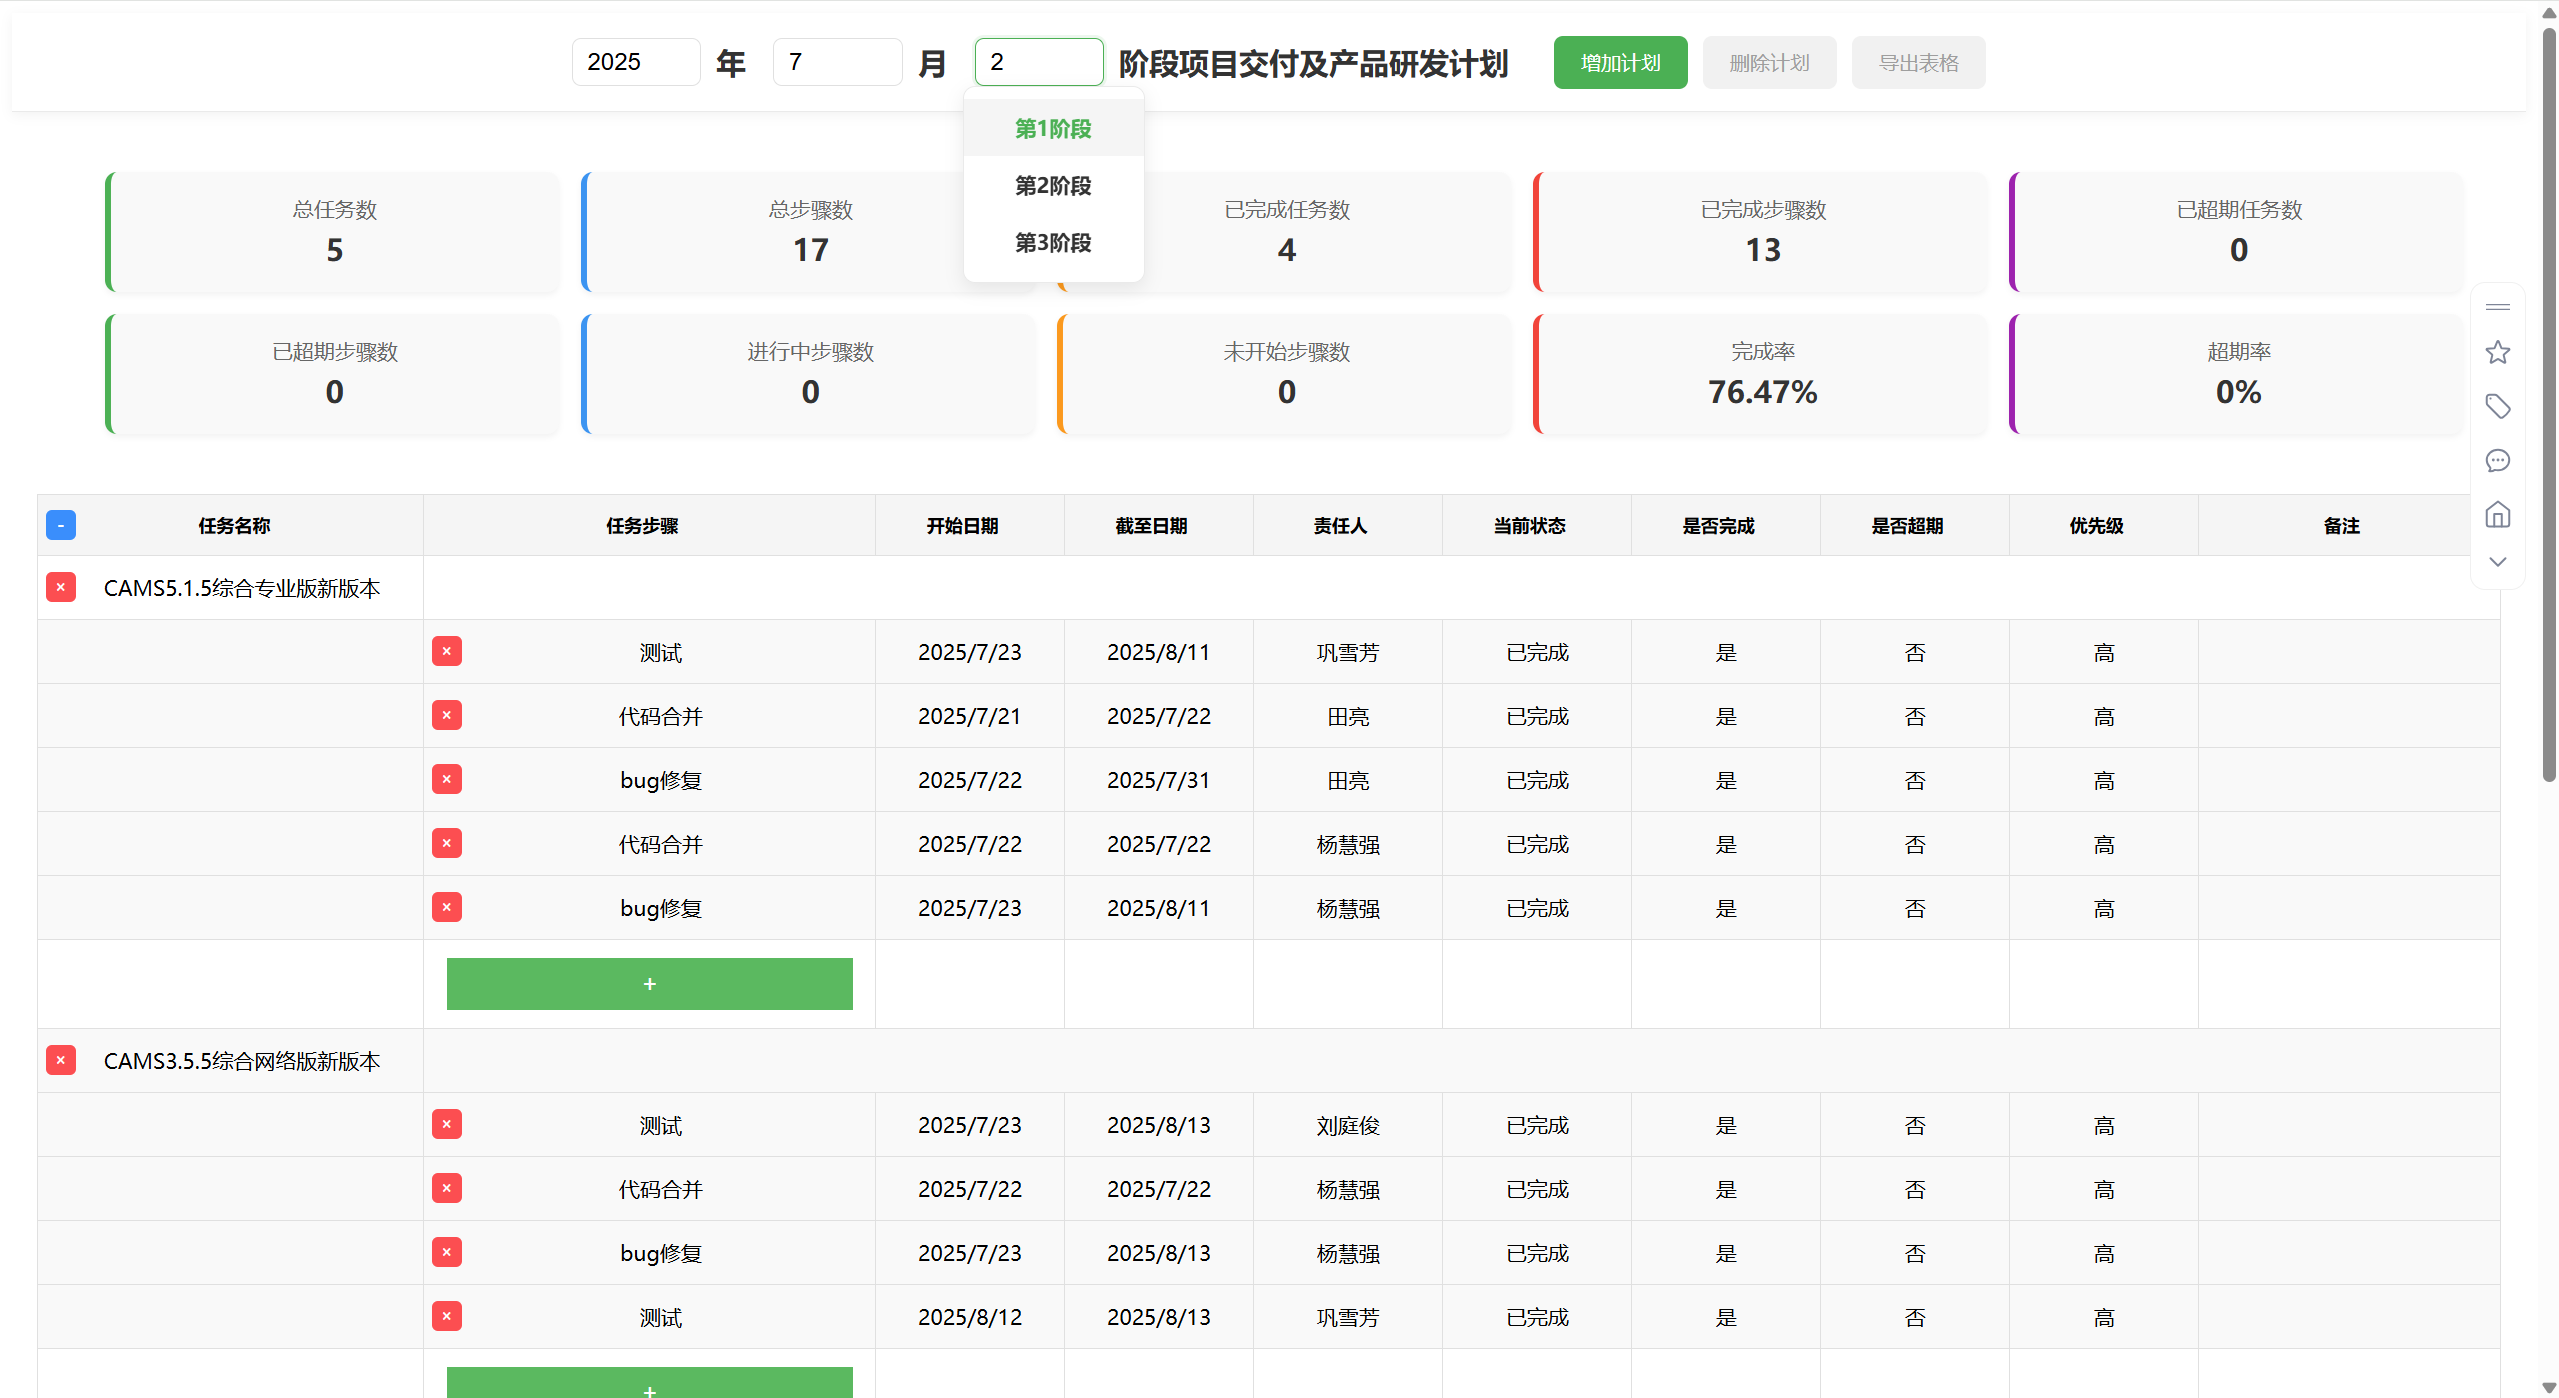 2025 年 7 月 2 阶段项目交付及产品研发计划 增加计划 删除计划 导出表格
第1阶段
第2阶段
第3阶段
总任务数 总步骤数 已完成任务数 已完成步骤数 已超期任务数
5 17 4 13 0
已超期步骤数 进行中步骤数 未开始步骤数 完成率 超期率
0 0 0 76.47% 0%
- 任务名称 任务步骤 开始日期 截至日期 责任人 当前状态 是否完成 是否超期 优先级 备注
× CAMS5.1.5综合专业版新版本
× 测试 2025/7/23 2025/8/11 巩雪芳 已完成 是 否 高
× 代码合并 2025/7/21 2025/7/22 田亮 已完成 是 否 高
× bug修复 2025/7/22 2025/7/31 田亮 已完成 是 否 高
× 代码合并 2025/7/22 2025/7/22 杨慧强 已完成 是 否 高
× bug修复 2025/7/23 2025/8/11 杨慧强 已完成 是 否 高
+
× CAMS3.5.5综合网络版新版本
× 测试 2025/7/23 2025/8/13 刘庭俊 已完成 是 否 高
× 代码合并 2025/7/22 2025/7/22 杨慧强 已完成 是 否 高
× bug修复 2025/7/23 2025/8/13 杨慧强 已完成 是 否 高
× 测试 2025/8/12 2025/8/13 巩雪芳 已完成 是 否 高
+